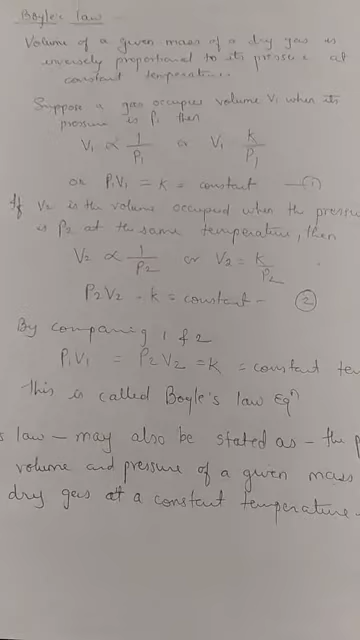 Boyle's law -
Volume of a given mass of a dry gas is
inversely proportional to its pressure at
constant temperature.
Suppose a gas occupies volume V1 when its
pressure is P1 then
V1 ∝ 1/P1 or V1 k/P1
or P1V1 = k = constant — (1)
If V2 is the volume occupied when the pressure
is P2 at the same temperature, then
V2 ∝ 1/P2 or V2 = k/P2
P2V2 = k = constant - (2)
By comparing 1 & 2
P1V1 = P2V2 = k = constant te
This is called Boyle's law Eqn
s law - may also be stated as - the p
volume and pressure of a given mass
dry gas at a constant temperature -